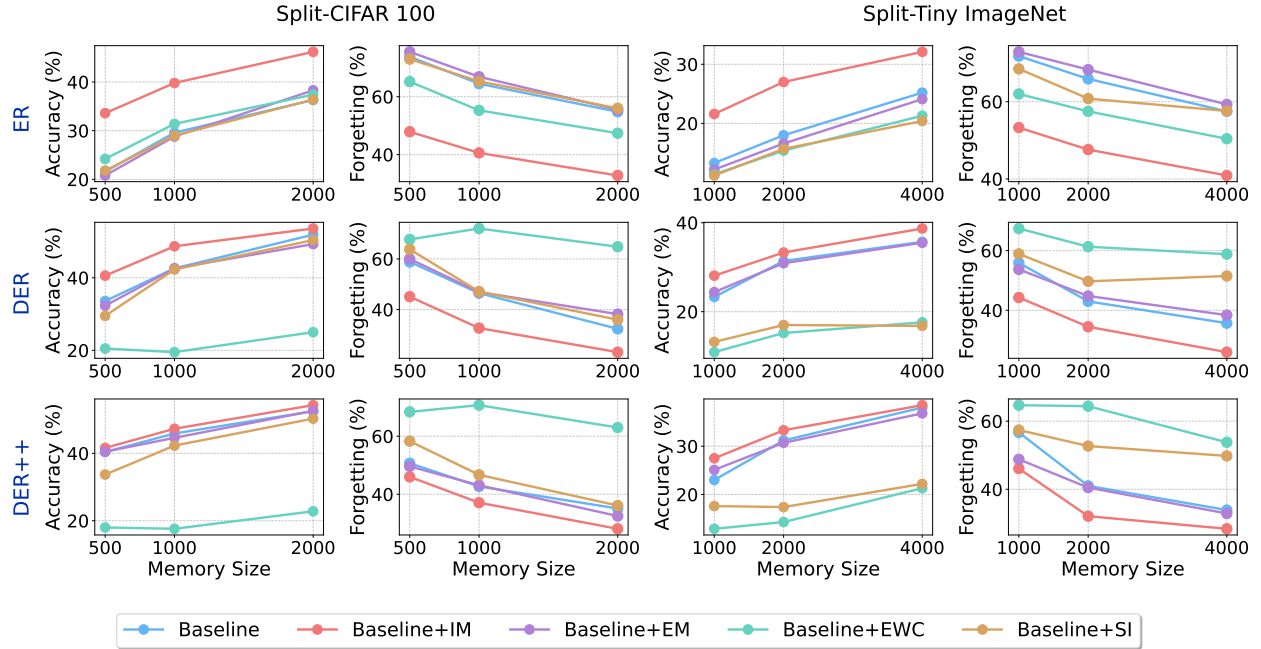 Split-CIFAR 100 Split-Tiny ImageNet
ER
Accuracy (%)
40
30
20
500 1000 2000
Forgetting (%)
60
40
500 1000 2000
Accuracy (%)
30
20
1000 2000 4000
Forgetting (%)
60
40
1000 2000 4000
DER
Accuracy (%)
40
20
500 1000 2000
Forgetting (%)
60
40
500 1000 2000
Accuracy (%)
40
20
1000 2000 4000
Forgetting (%)
60
40
1000 2000 4000
DER++
Accuracy (%)
40
20
500 1000 2000
Memory Size
Forgetting (%)
60
40
500 1000 2000
Memory Size
Accuracy (%)
30
20
1000 2000 4000
Memory Size
Forgetting (%)
60
40
1000 2000 4000
Memory Size
Baseline Baseline+IM Baseline+EM Baseline+EWC Baseline+SI